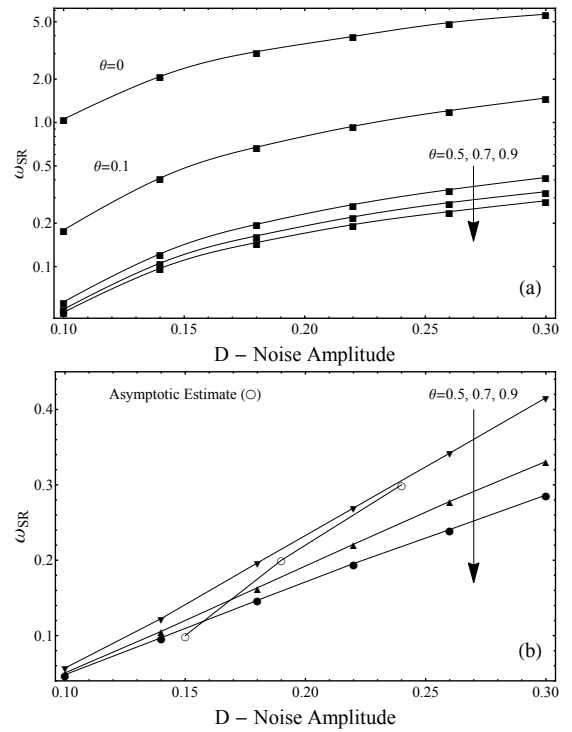 5.0
2.0
1.0
0.5
0.2
0.1
ωSR
θ=0
θ=0.1
θ=0.5, 0.7, 0.9
(a)
0.10 0.15 0.20 0.25 0.30
D – Noise Amplitude
Asymptotic Estimate (○)
θ=0.5, 0.7, 0.9
0.4
0.3
0.2
0.1
ωSR
(b)
0.10 0.15 0.20 0.25 0.30
D – Noise Amplitude